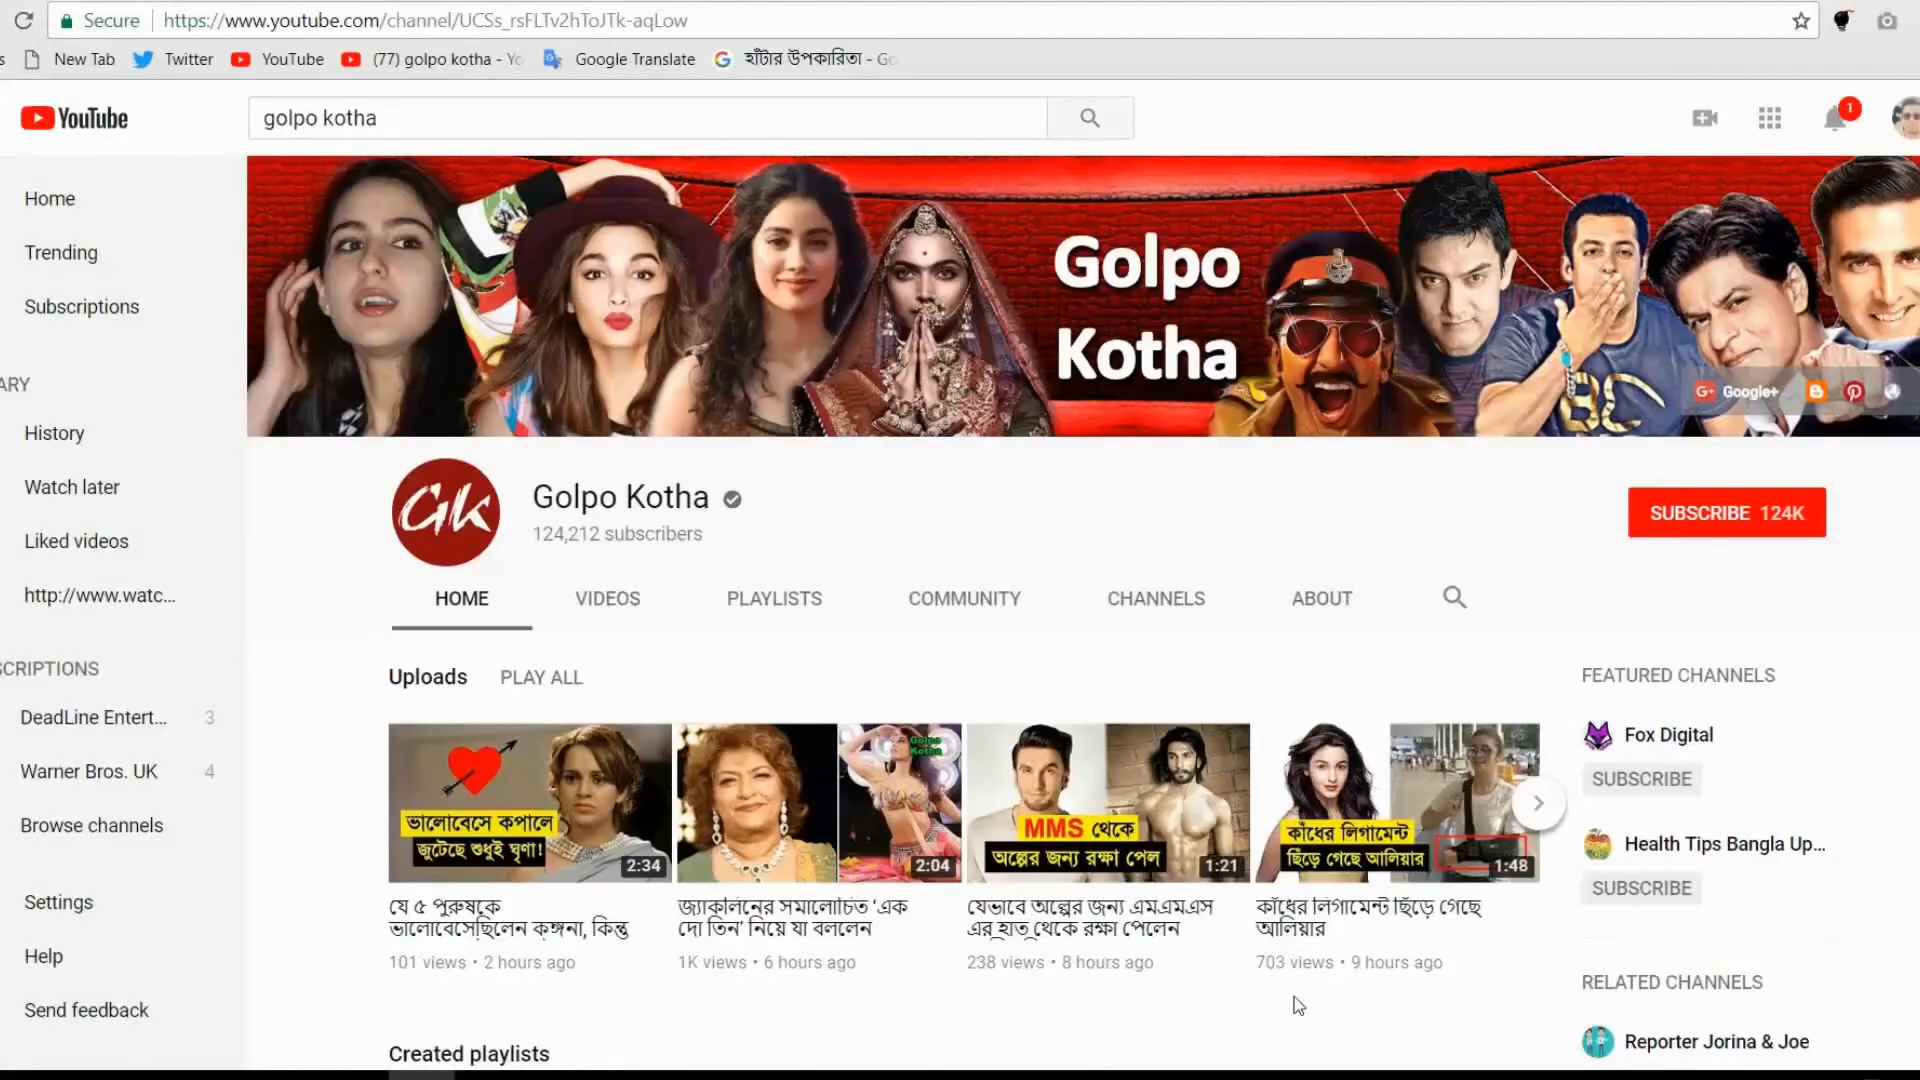 Secure https://www.youtube.com/channel/UCSs_rsFLTv2hToJTk-aqLow
New Tab Twitter YouTube (77) golpo kotha - Yo Google Translate হাঁটার উপকারিতা - Go
YouTube golpo kotha 1
Home
Trending
Subscriptions
ARY
History
Watch later
Liked videos
http://www.watc...
SCRIPTIONS
DeadLine Entert... 3
Warner Bros. UK 4
Browse channels
Settings
Help
Send feedback
Golpo
Kotha
Google+
GK
Golpo Kotha
124,212 subscribers
SUBSCRIBE 124K
HOME VIDEOS PLAYLISTS COMMUNITY CHANNELS ABOUT
Uploads PLAY ALL
ভালোবেসে কপালে
জুটেছে শুধুই ঘৃণা!
2:34
যে ৫ পুরুষকে
ভালোবেসেছিলেন কঙ্গনা, কিন্তু
101 views • 2 hours ago
Golpo
Kotha
2:04
জ্যাকলিনের সমালোচিত ‘এক
দো তিন’ নিয়ে যা বললেন
1K views • 6 hours ago
MMS থেকে
অল্পের জন্য রক্ষা পেল
1:21
যেভাবে অল্পের জন্য এমএমএস
এর হাত থেকে রক্ষা পেলেন
238 views • 8 hours ago
কাঁধের লিগামেন্ট
ছিঁড়ে গেছে আলিয়ার
1:48
কাঁধের লিগামেন্ট ছিঁড়ে গেছে
আলিয়ার
703 views • 9 hours ago
Created playlists
FEATURED CHANNELS
Fox Digital
SUBSCRIBE
Health Tips Bangla Up...
SUBSCRIBE
RELATED CHANNELS
Reporter Jorina & Joe